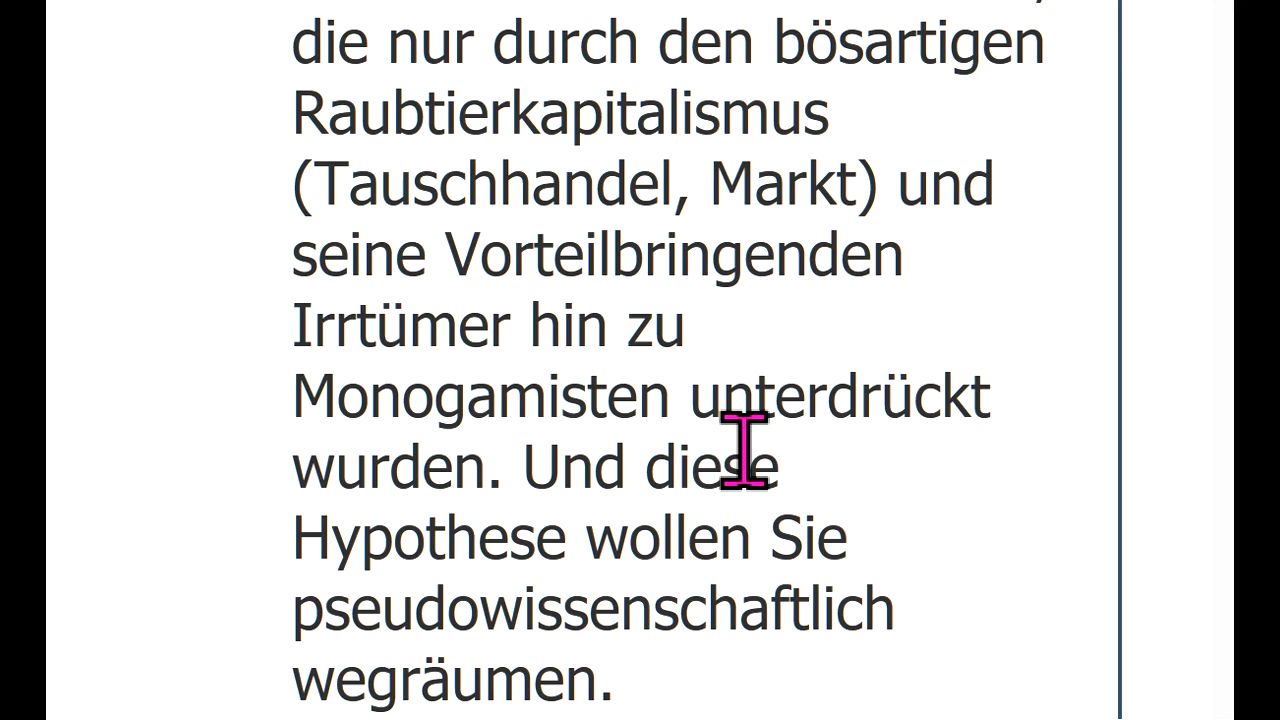 die nur durch den bösartigen
Raubtierkapitalismus
(Tauschhandel, Markt) und
seine Vorteilbringenden
Irrtümer hin zu
Monogamisten unterdrückt
wurden. Und diese
Hypothese wollen Sie
pseudowissenschaftlich
wegräumen.